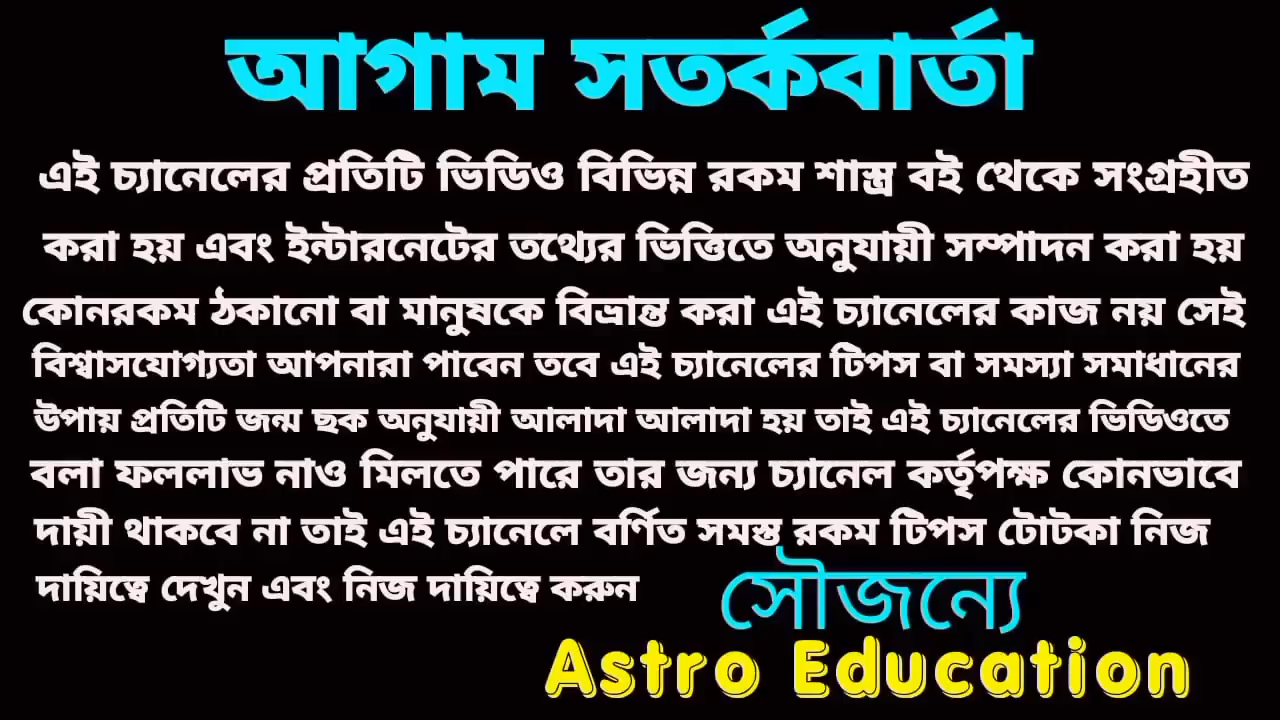 আগাম সতর্কবার্তা
এই চ্যানেলের প্রতিটি ভিডিও বিভিন্ন রকম শাস্ত্র বই থেকে সংগ্রহীত
করা হয় এবং ইন্টারনেটের তথ্যের ভিত্তিতে অনুযায়ী সম্পাদন করা হয়
কোনরকম ঠকানো বা মানুষকে বিভ্রান্ত করা এই চ্যানেলের কাজ নয় সেই
বিশ্বাসযোগ্যতা আপনারা পাবেন তবে এই চ্যানেলের টিপস বা সমস্যা সমাধানের
উপায় প্রতিটি জন্ম ছক অনুযায়ী আলাদা আলাদা হয় তাই এই চ্যানেলের ভিডিওতে
বলা ফললাভ নাও মিলতে পারে তার জন্য চ্যানেল কর্তৃপক্ষ কোনভাবে
দায়ী থাকবে না তাই এই চ্যানেলে বর্ণিত সমস্ত রকম টিপস টোটকা নিজ
দায়িত্বে দেখুন এবং নিজ দায়িত্বে করুন
সৌজন্যে
Astro Education